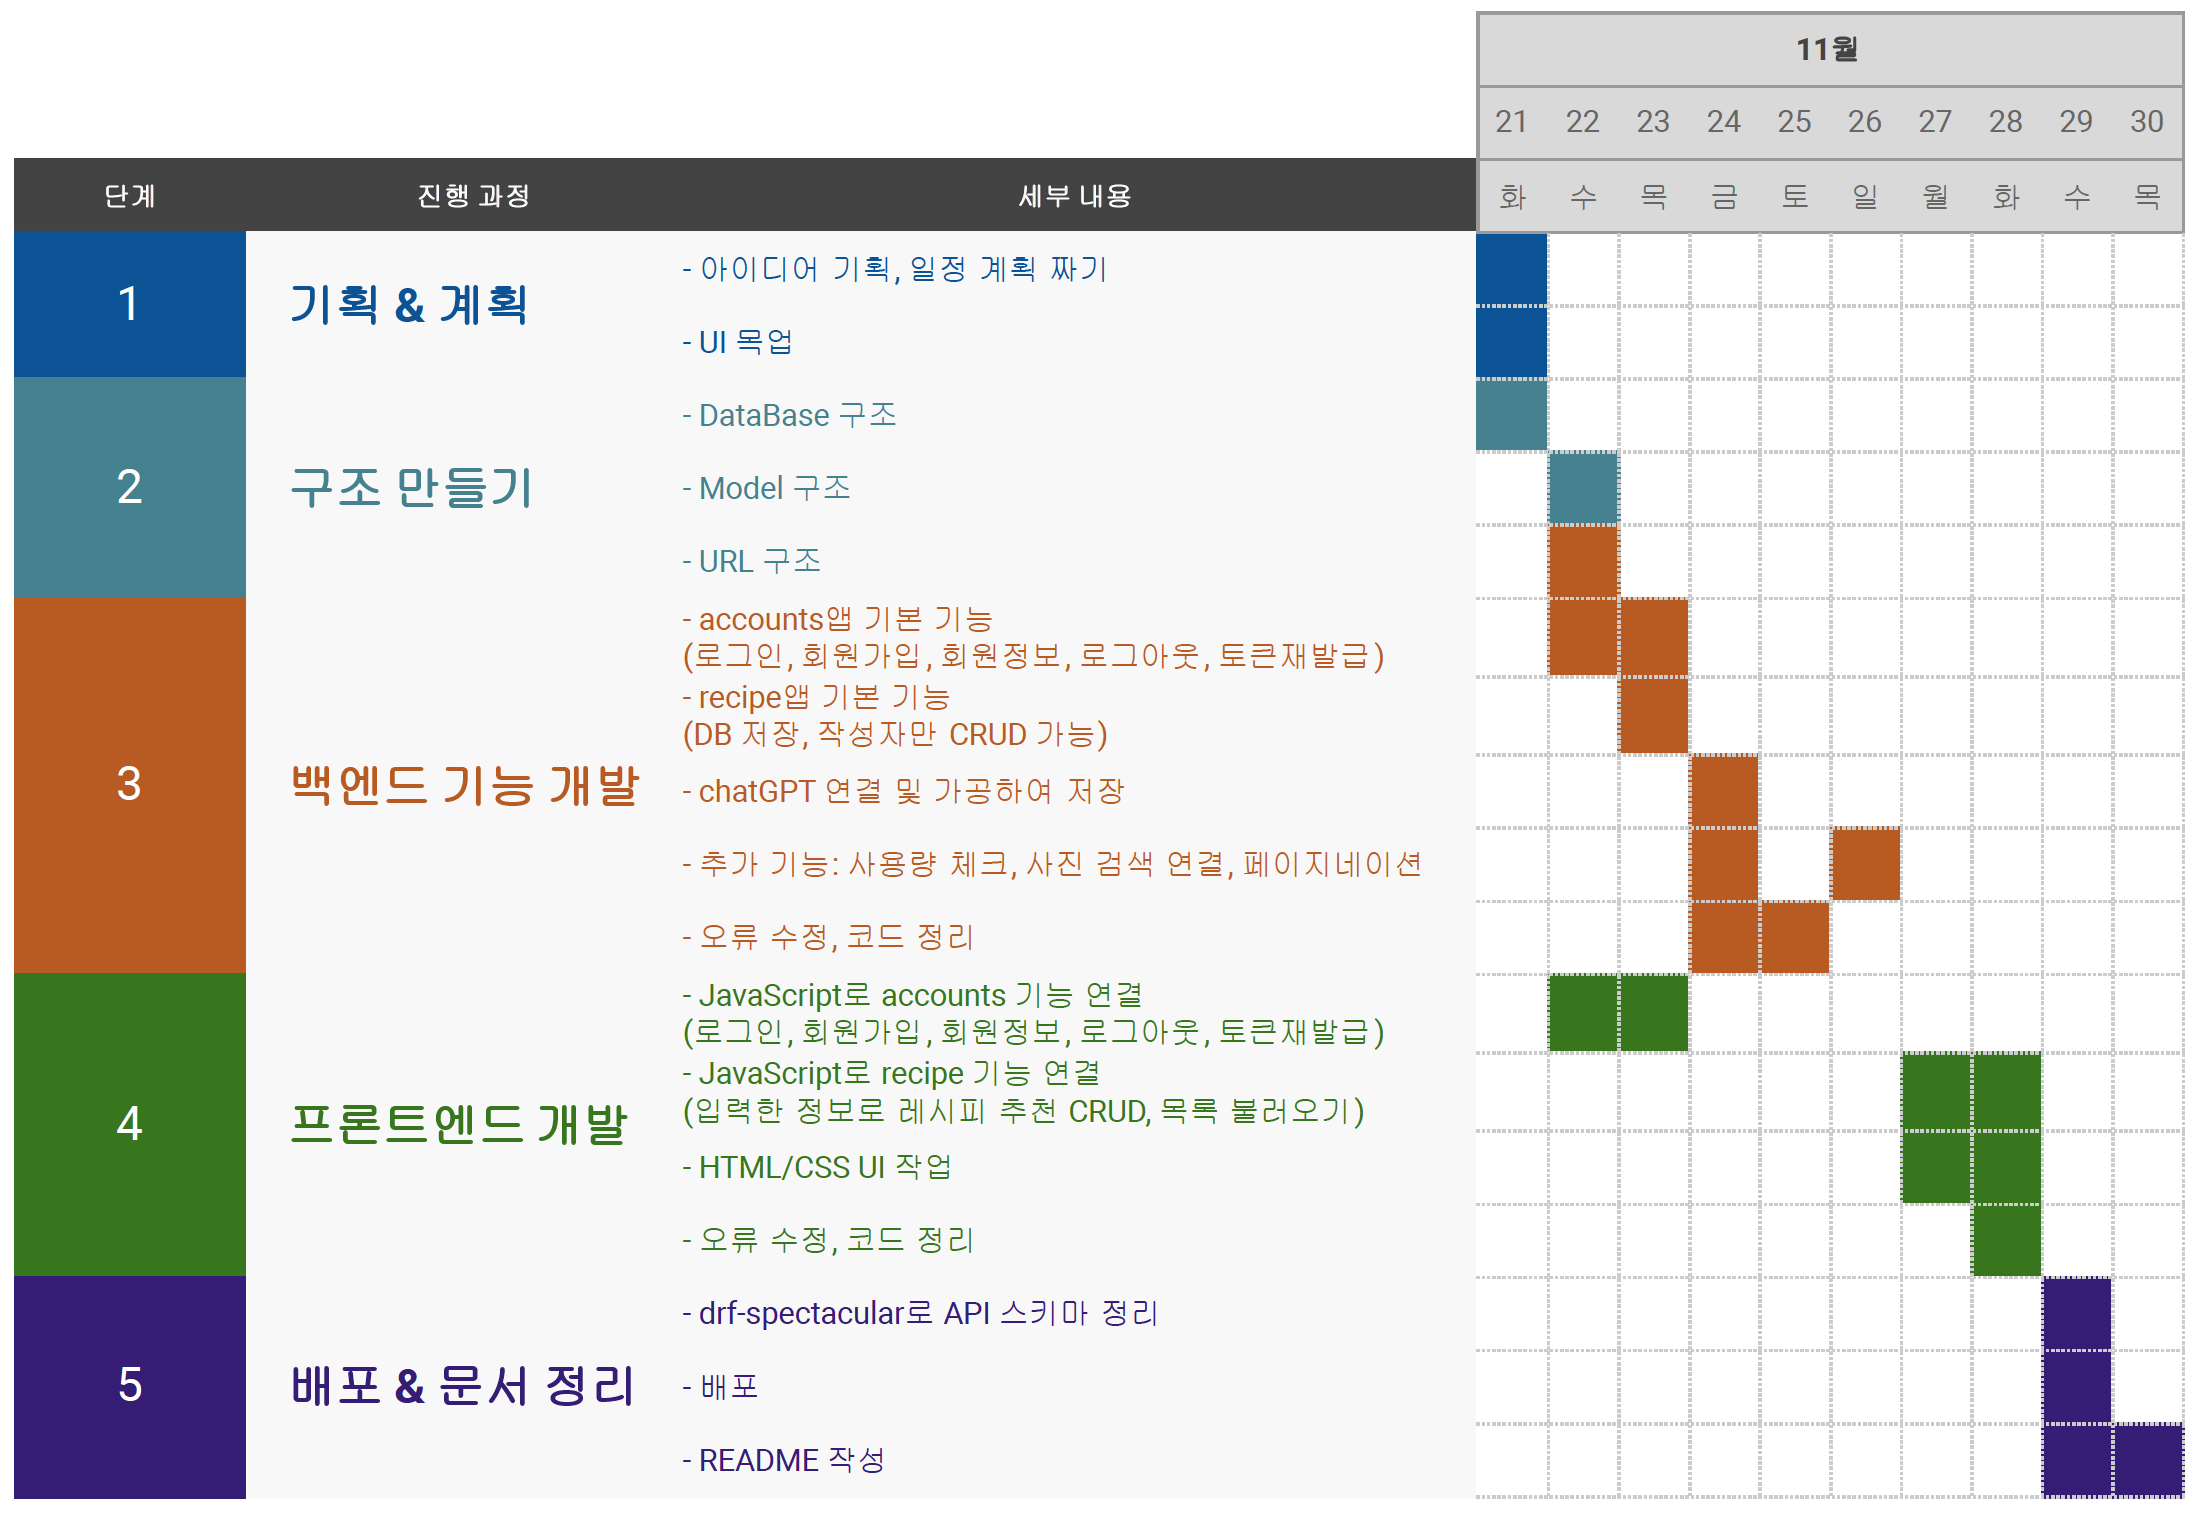 11월
21 22 23 24 25 26 27 28 29 30
단계 진행 과정 세부 내용 화 수 목 금 토 일 월 화 수 목
1 기획 & 계획
- 아이디어 기획, 일정 계획 짜기
- UI 목업
2 구조 만들기
- DataBase 구조
- Model 구조
- URL 구조
3 백엔드 기능 개발
- accounts앱 기본 기능
(로그인, 회원가입, 회원정보, 로그아웃, 토큰재발급)
- recipe앱 기본 기능
(DB 저장, 작성자만 CRUD 가능)
- chatGPT 연결 및 가공하여 저장
- 추가 기능: 사용량 체크, 사진 검색 연결, 페이지네이션
- 오류 수정, 코드 정리
4 프론트엔드 개발
- JavaScript로 accounts 기능 연결
(로그인, 회원가입, 회원정보, 로그아웃, 토큰재발급)
- JavaScript로 recipe 기능 연결
(입력한 정보로 레시피 추천 CRUD, 목록 불러오기)
- HTML/CSS UI 작업
- 오류 수정, 코드 정리
5 배포 & 문서 정리
- drf-spectacular로 API 스키마 정리
- 배포
- README 작성